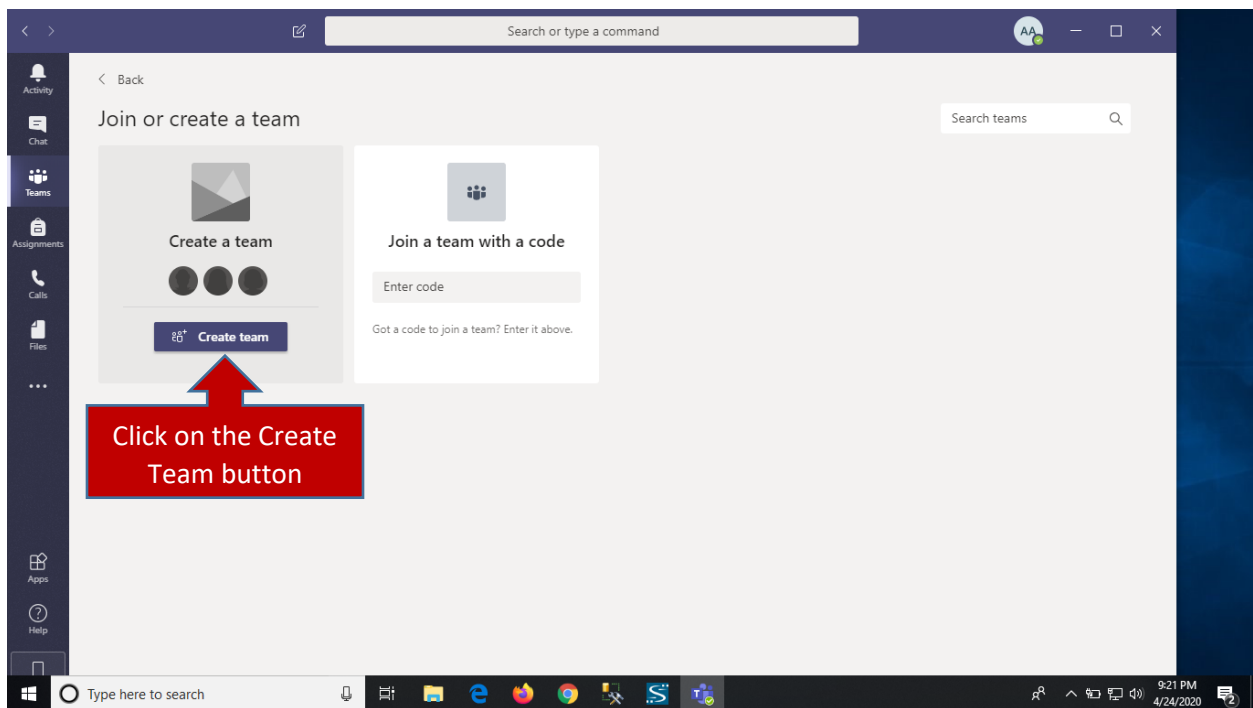 Search or type a command
AA
Activity
Chat
Teams
Assignments
Calls
Files
Apps
Help
Back
Join or create a team
Search teams
Create a team
Create team
Join a team with a code
Enter code
Got a code to join a team? Enter it above.
Click on the Create
Team button
Type here to search
9:21 PM
4/24/2020
2